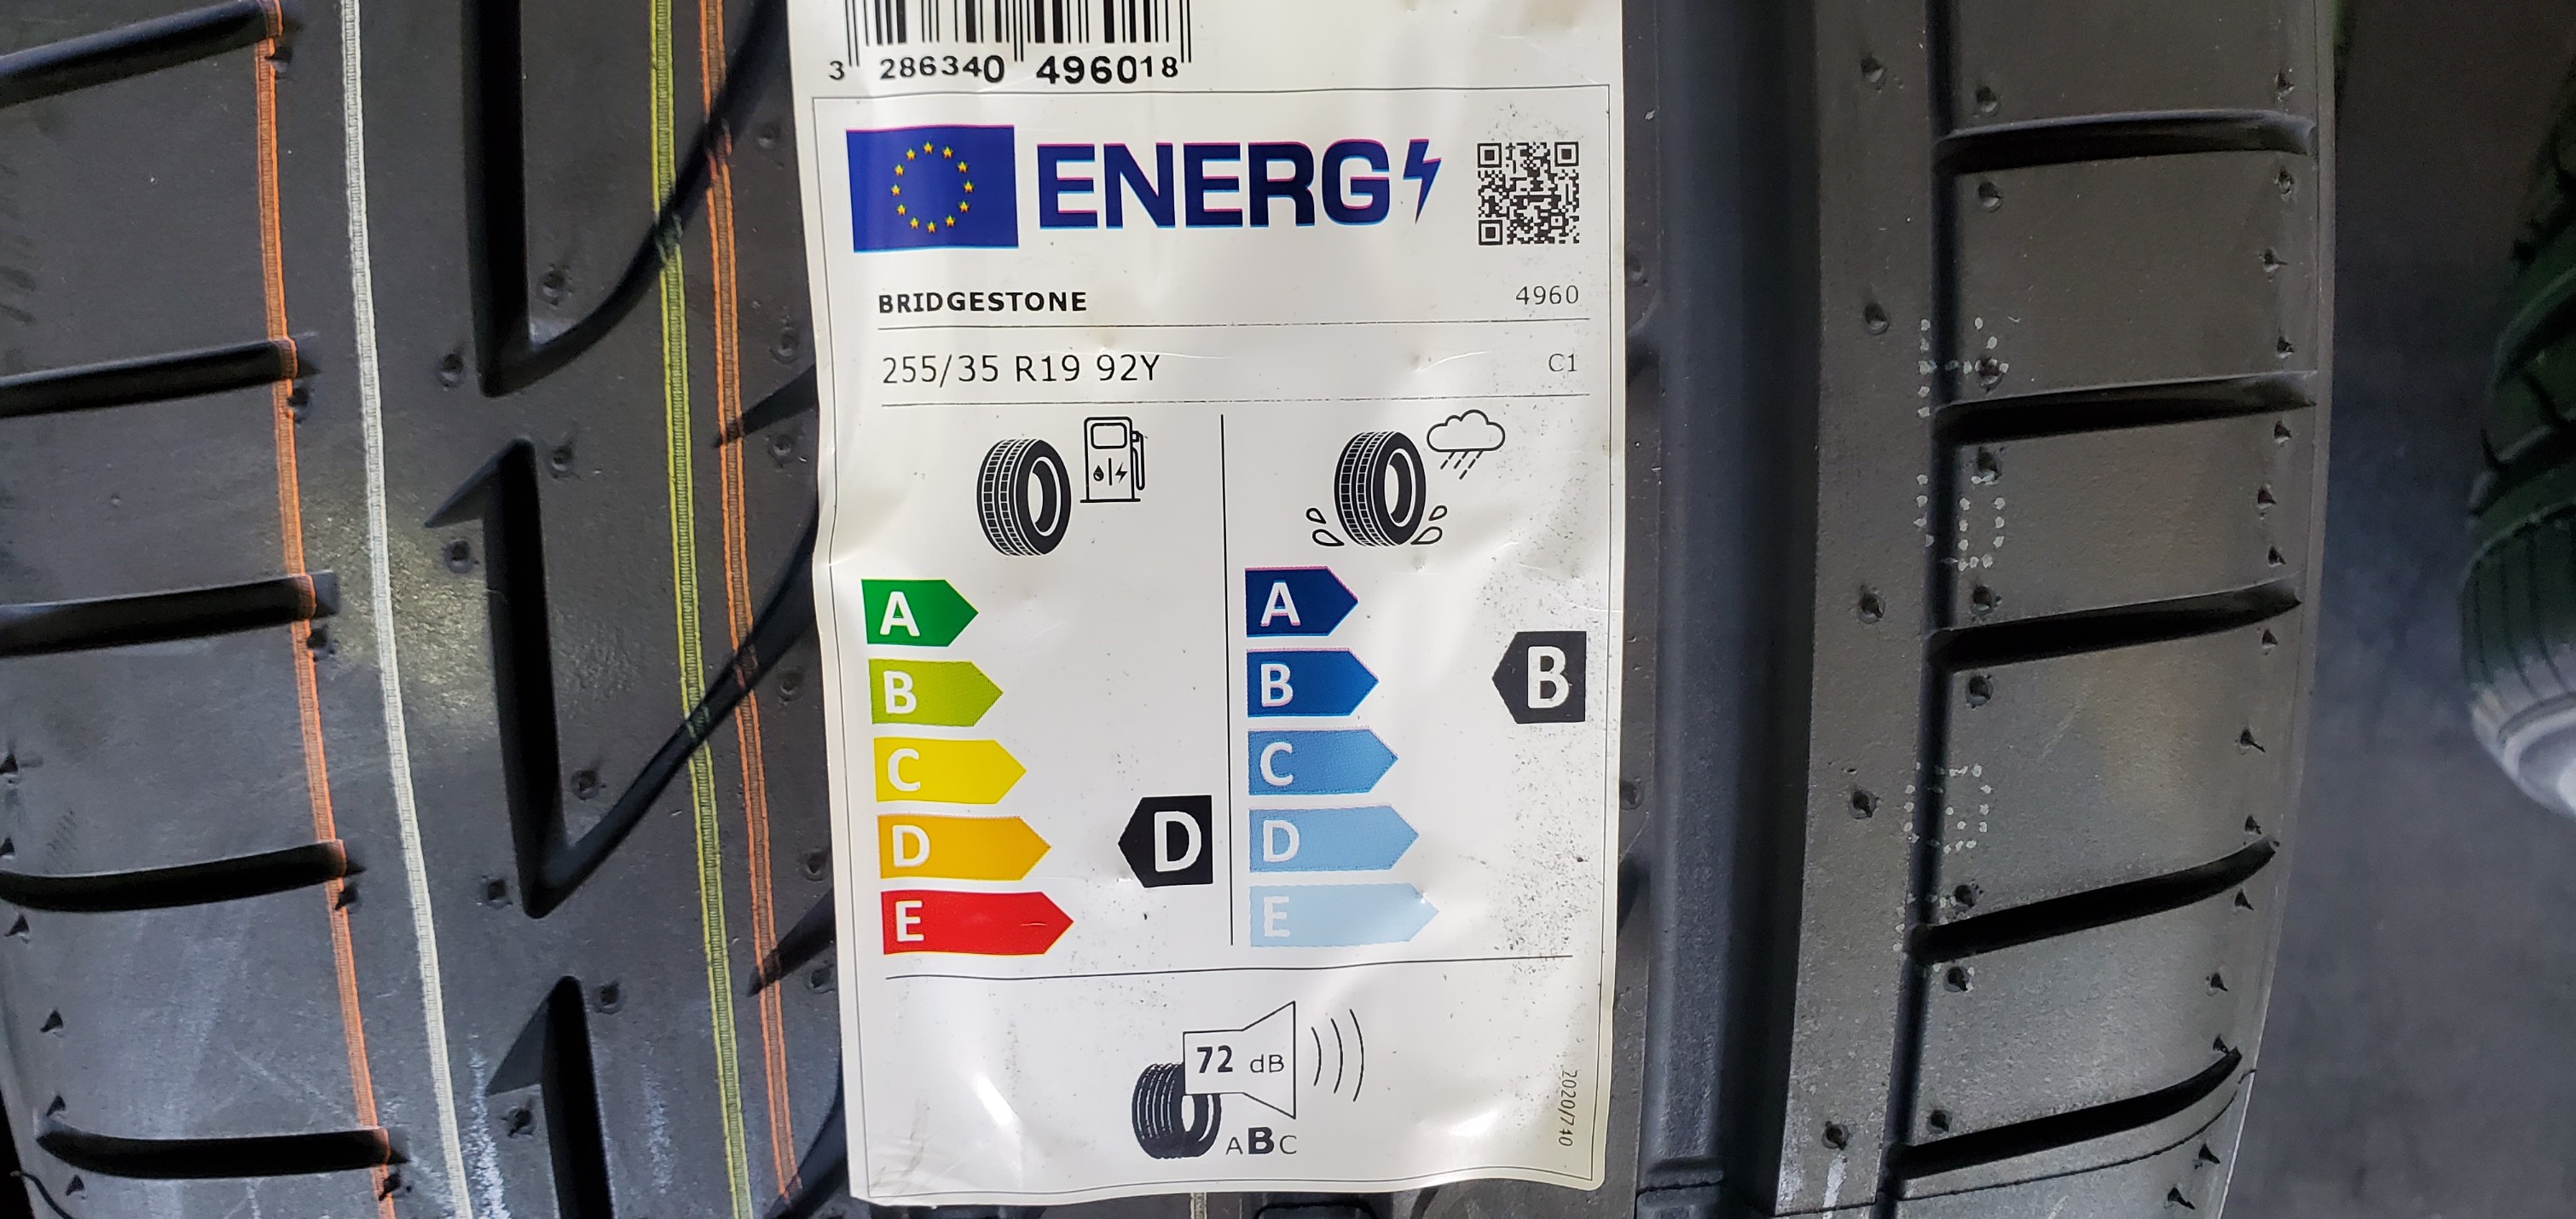 3 286340 496018
ENERG
BRIDGESTONE 4960
255/35 R19 92Y C1
A A
B B B
C C
D D D
E E
72 dB
ABC
2020/740